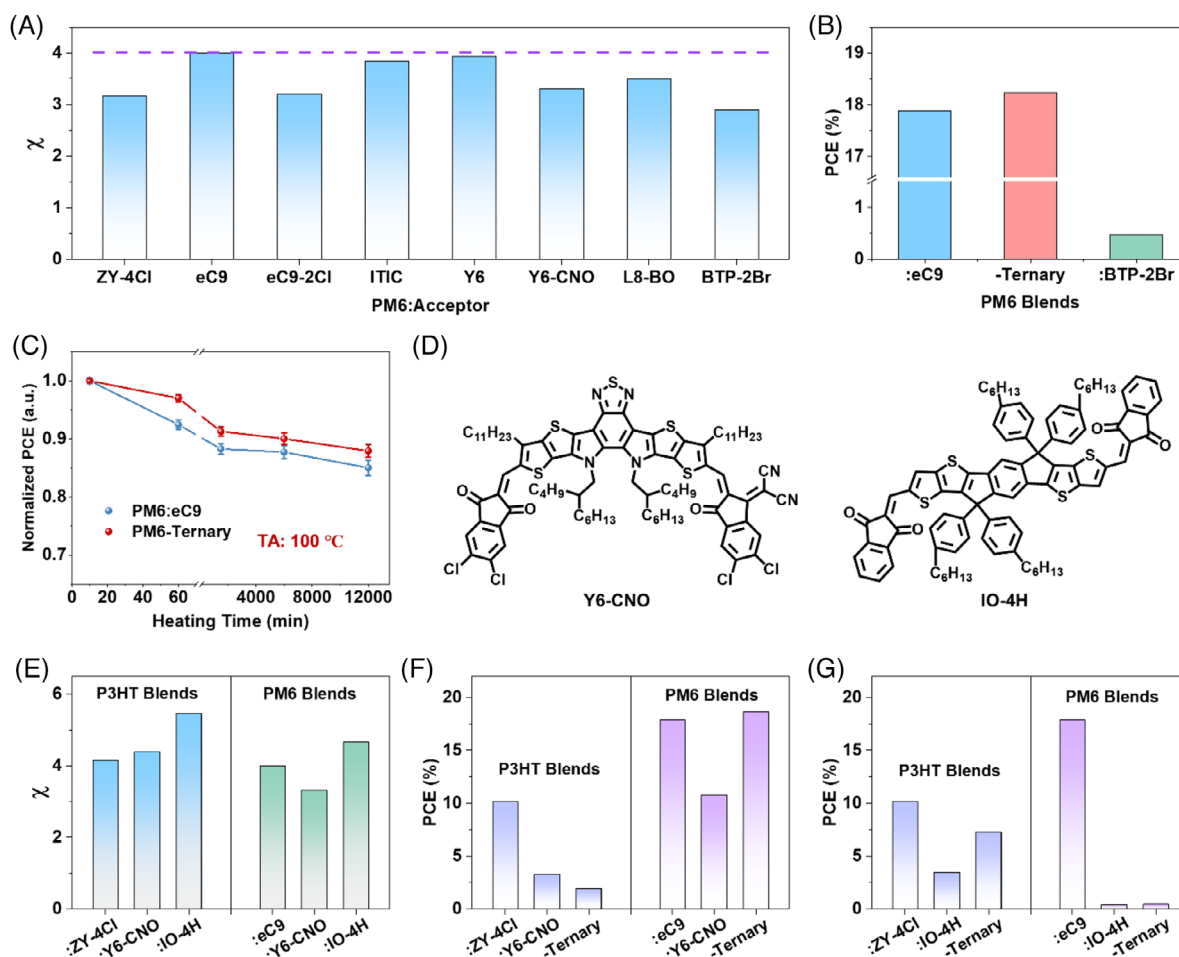 (A)
4
3
2
1
0
χ
ZY-4Cl eC9 eC9-2Cl ITIC Y6 Y6-CNO L8-BO BTP-2Br
PM6:Acceptor
(B)
19
18
17
1
0
PCE (%)
:eC9 -Ternary :BTP-2Br
PM6 Blends
(C)
1.0
0.9
0.8
0.7
Normalized PCE (a.u.)
PM6:eC9
PM6-Ternary
TA: 100 ℃
0 20 40 60 4000 8000 12000
Heating Time (min)
(D)
S
N N
S S
C11H23 C11H23
S N N S
O C4H9 C4H9 CN
O C6H13 C6H13 O CN
Cl Cl Cl Cl
Y6-CNO
C6H13 C6H13
O O
S S
S S
O O
C6H13 C6H13
IO-4H
(E)
6
4
2
0
χ
P3HT Blends PM6 Blends
:ZY-4Cl :Y6-CNO :IO-4H :eC9 :Y6-CNO :IO-4H
(F)
20
15
10
5
0
PCE (%)
PM6 Blends
P3HT Blends
:ZY-4Cl :Y6-CNO -Ternary :eC9 :Y6-CNO -Ternary
(G)
20
15
10
5
0
PCE (%)
PM6 Blends
P3HT Blends
:ZY-4Cl :IO-4H -Ternary :eC9 :IO-4H -Ternary